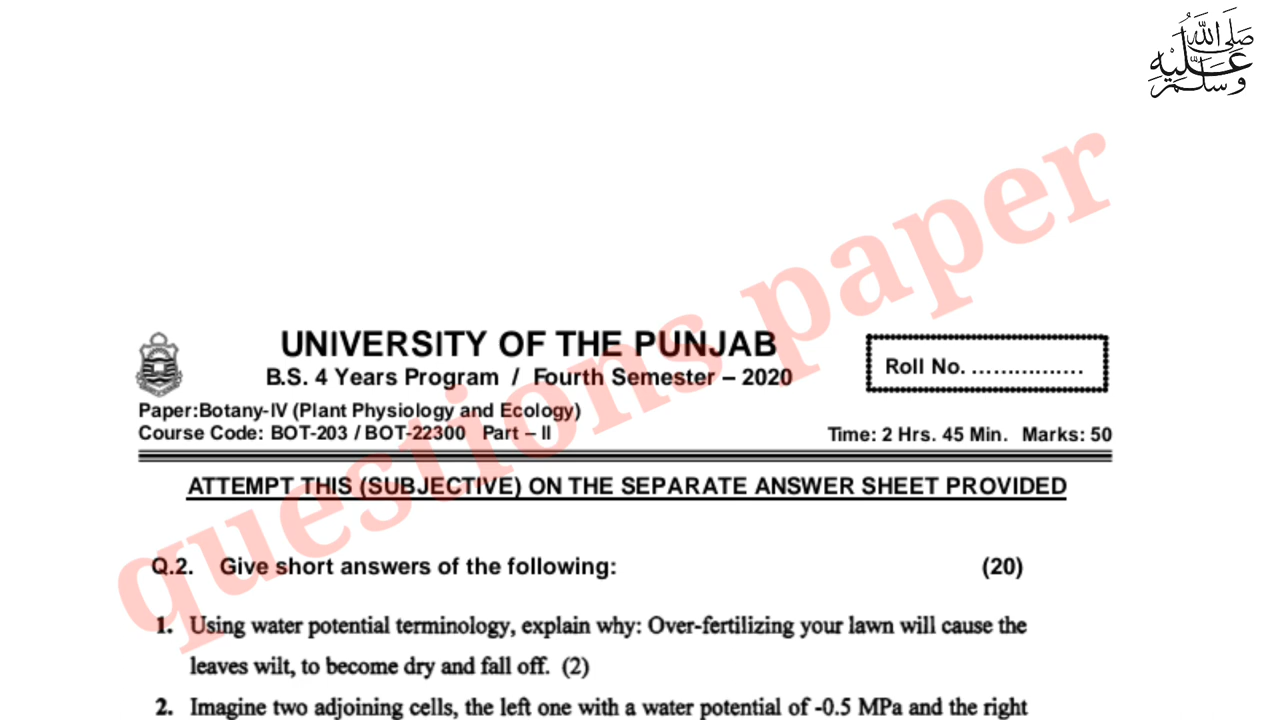 صلى الله
عليه
وسلم
UNIVERSITY OF THE PUNJAB
B.S. 4 Years Program / Fourth Semester – 2020
Roll No. ................
Paper:Botany-IV (Plant Physiology and Ecology)
Course Code: BOT-203 / BOT-22300 Part – II
Time: 2 Hrs. 45 Min. Marks: 50
ATTEMPT THIS (SUBJECTIVE) ON THE SEPARATE ANSWER SHEET PROVIDED
questions paper
Q.2. Give short answers of the following: (20)
1. Using water potential terminology, explain why: Over-fertilizing your lawn will cause the
leaves wilt, to become dry and fall off. (2)
2. Imagine two adjoining cells, the left one with a water potential of -0.5 MPa and the right